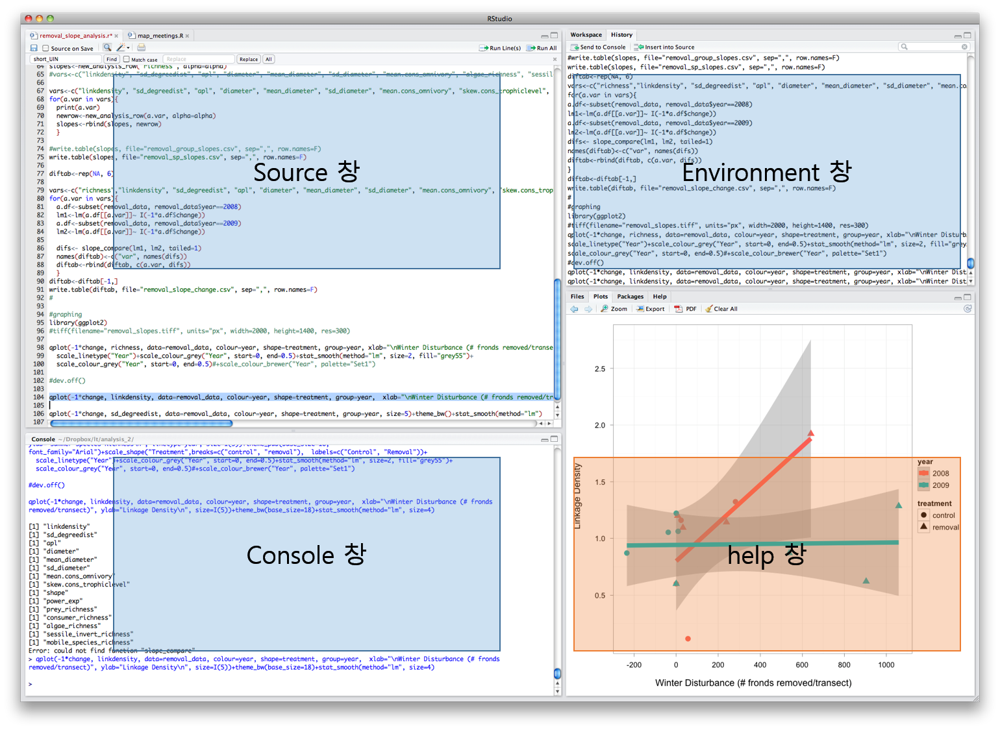 RStudio
removal_slope_analysis.r* ×
map_meetings.R ×
Source on Save
Run Line(s)
Run All
short_UIN
Find
Match case
Replace
Replace
All
64 slopes<-new_analysis_row("richness", alpha=alpha)
65 #vars<-c("linkdensity", "sd_degreedist", "apl", "diameter", "mean_diameter", "sd_diameter", "mean.cons_omnivory", "algae_richness", "sessil
66
67 vars<-c("linkdensity", "sd_degreedist", "apl", "diameter", "mean_diameter", "sd_diameter", "mean.cons_omnivory", "skew.cons_trophiclevel",
68 for(a.var in vars){
69 print(a.var)
70 newrow<-new_analysis_row(a.var, alpha=alpha)
71 slopes<-rbind(slopes, newrow)
72 }
73
74 #write.table(slopes, file="removal_group_slopes.csv", sep=",", row.names=F)
75 write.table(slopes, file="removal_sp_slopes.csv", sep=",", row.names=F)
76
77 diftab<-rep(NA, 6)
78
79 vars<-c("richness","linkdensity", "sd_degreedist", "apl", "diameter", "mean_diameter", "sd_diameter", "mean.cons_omnivory", "skew.cons_trop
80 for(a.var in vars){
81 a.df<-subset(removal_data, removal_data$year==2008)
82 lm1<-lm(a.df[[a.var]]~ I(-1*a.df$change))
83 a.df<-subset(removal_data, removal_data$year==2009)
84 lm2<-lm(a.df[[a.var]]~ I(-1*a.df$change))
85
86 difs<- slope_compare(lm1, lm2, tailed=1)
87 names(diftab)<-c("var", names(difs))
88 diftab<-rbind(diftab, c(a.var, difs))
89 }
90 diftab<-diftab[-1,]
91 write.table(diftab, file="removal_slope_change.csv", sep=",", row.names=F)
92 #
93
94 #graphing
95 library(ggplot2)
96 #tiff(filename="removal_slopes.tiff", units="px", width=2000, height=1400, res=300)
97
98 qplot(-1*change, richness, data=removal_data, colour=year, shape=treatment, group=year, xlab="\nWinter Disturbance (# fronds removed/transe
99 scale_linetype("Year")+scale_colour_grey("Year", start=0, end=0.5)+stat_smooth(method="lm", size=2, fill="grey55")+
100 scale_colour_grey("Year", start=0, end=0.5)#+scale_colour_brewer("Year", palette="Set1")
101
102 #dev.off()
103
104 qplot(-1*change, linkdensity, data=removal_data, colour=year, shape=treatment, group=year, xlab="\nWinter Disturbance (# fronds removed/tr
105
106 qplot(-1*change, sd_degreedist, data=removal_data, colour=year, shape=treatment, group=year, size=5)+theme_bw()+stat_smooth(method="lm")
107
Source 창
Console ~/Dropbox/lt/analysis_2/
font_family="Arial")+scale_shape("Treatment",breaks=c("control", "removal"), labels=c("Control", "Removal"))+
scale_linetype("Year")+scale_colour_grey("Year", start=0, end=0.5)+stat_smooth(method="lm", size=2, fill="grey55")+
scale_colour_grey("Year", start=0, end=0.5)#+scale_colour_brewer("Year", palette="Set1")
#dev.off()
qplot(-1*change, linkdensity, data=removal_data, colour=year, shape=treatment, group=year, xlab="\nWinter Disturbance (# fronds
removed/transect)", ylab="Linkage Density\n", size=I(5))+theme_bw(base_size=18)+stat_smooth(method="lm", size=4)
[1] "linkdensity"
[1] "sd_degreedist"
[1] "apl"
[1] "diameter"
[1] "mean_diameter"
[1] "sd_diameter"
[1] "mean.cons_omnivory"
[1] "skew.cons_trophiclevel"
[1] "shape"
[1] "power_exp"
[1] "prey_richness"
[1] "consumer_richness"
[1] "algae_richness"
[1] "sessile_invert_richness"
[1] "mobile_species_richness"
Error: could not find function "slope_compare"
> qplot(-1*change, linkdensity, data=removal_data, colour=year, shape=treatment, group=year, xlab="\nWinter Disturbance (# fronds
removed/transect)", ylab="Linkage Density\n", size=I(5))+theme_bw(base_size=18)+stat_smooth(method="lm", size=4)
>
Console 창
Workspace History
Send to Console
Insert into Source
#write.table(slopes, file="removal_group_slopes.csv", sep=",", row.names=F)
write.table(slopes, file="removal_sp_slopes.csv", sep=",", row.names=F)
diftab<-rep(NA, 6)
vars<-c("richness","linkdensity", "sd_degreedist", "apl", "diameter", "mean_diameter", "sd_diameter", "mean.co
for(a.var in vars){
a.df<-subset(removal_data, removal_data$year==2008)
lm1<-lm(a.df[[a.var]]~ I(-1*a.df$change))
a.df<-subset(removal_data, removal_data$year==2009)
lm2<-lm(a.df[[a.var]]~ I(-1*a.df$change))
difs<- slope_compare(lm1, lm2, tailed=1)
names(diftab)<-c("var", names(difs))
diftab<-rbind(diftab, c(a.var, difs))
}
diftab<-diftab[-1,]
write.table(diftab, file="removal_slope_change.csv", sep=",", row.names=F)
#
#graphing
library(ggplot2)
#tiff(filename="removal_slopes.tiff", units="px", width=2000, height=1400, res=300)
qplot(-1*change, richness, data=removal_data, colour=year, shape=treatment, group=year, xlab="\nWinter Disturb
scale_linetype("Year")+scale_colour_grey("Year", start=0, end=0.5)+stat_smooth(method="lm", size=2, fill="grey
scale_colour_grey("Year", start=0, end=0.5)#+scale_colour_brewer("Year", palette="Set1")
#dev.off()
qplot(-1*change, linkdensity, data=removal_data, colour=year, shape=treatment, group=year, xlab="\nWinter Dist
qplot(-1*change, linkdensity, data=removal_data, colour=year, shape=treatment, group=year, xlab="\nWinter Dist
Environment 창
Files Plots Packages Help
Zoom
Export
PDF
Clear All
2.5
2.0
1.5
1.0
0.5
Linkage Density
-200 0 200 400 600 800 1000
Winter Disturbance (# fronds removed/transect)
year
2008
2009
treatment
control
removal
help 창